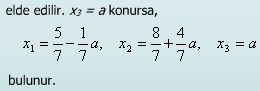 elde edilir. x₃ = a konursa,
x₁ = 5/7 − 1/7 a, x₂ = 8/7 + 4/7 a, x₃ = a
bulunur.